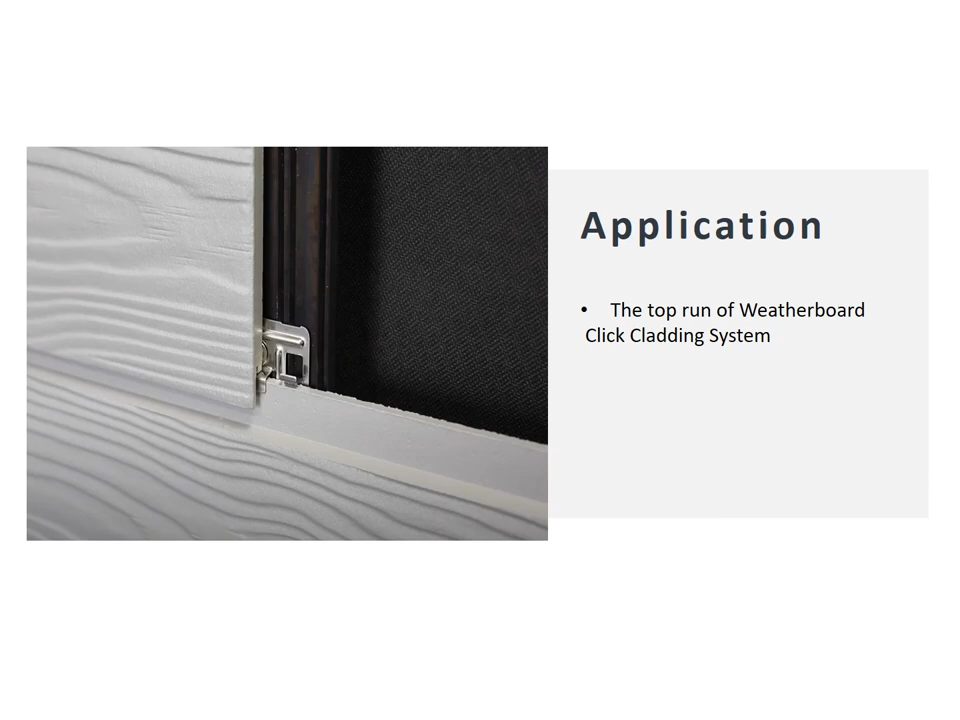 Application
• The top run of Weatherboard
Click Cladding System